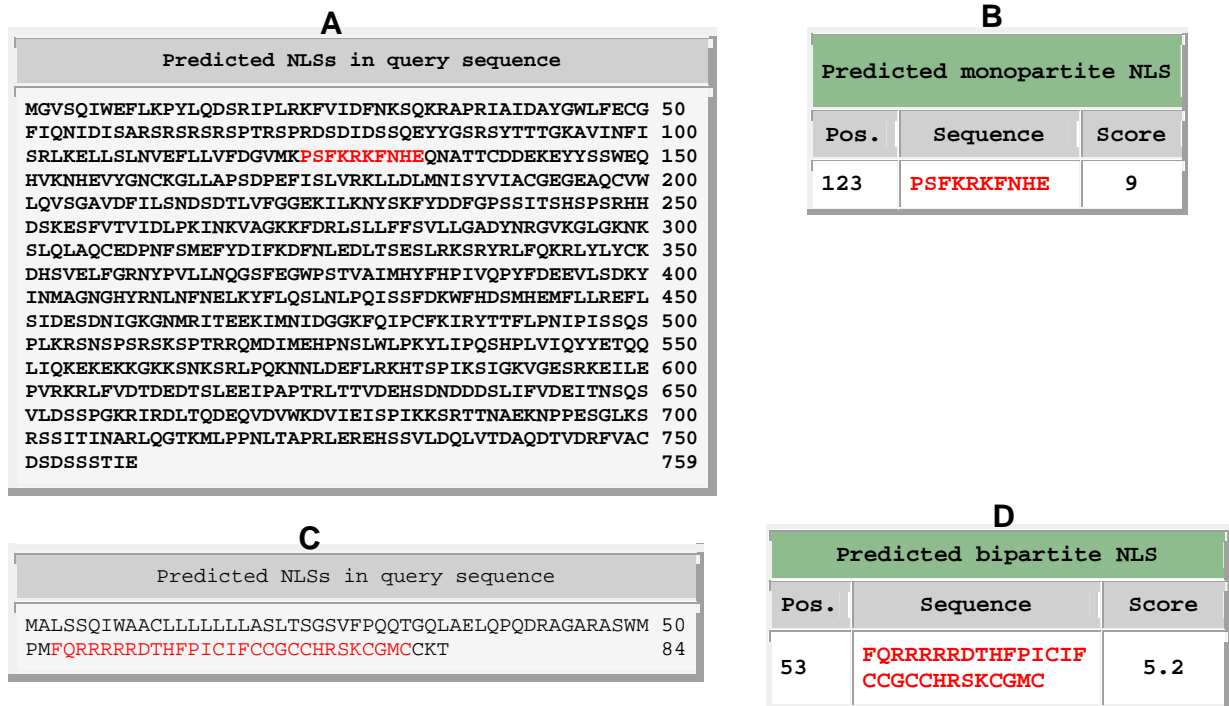 A
Predicted NLSs in query sequence
MGVSQIWEFLKPYLQDSRIPLRKFVIDFNKSQKRAPRIAIDAYGWLFECG 50
FIQNIDISARSRSRSRSPTRSPRDSDIDSSQEYYGSRSYTTTGKAVINFI 100
SRLKELLSLNVEFLLVFDGVMKPSFKRKFNHEQNATTCDDEKEYYSSWEQ 150
HVKNHEVYGNCKGLLAPSDPEFISLVRKLLDLMNISYVIACGEGEAQCVW 200
LQVSGAVDFILSNDSDTLVFGGEKILKNYSKFYDDFGPSSITSHSPSRHH 250
DSKESFVTVIDLPKINKVAGKKFDRLSLLFFSVLLGADYNRGVKGLGKNK 300
SLQLAQCEDPNFSMEFYDIFKDFNLEDLTSESLRKSRYRLFQKRLYLYCK 350
DHSVELFGRNYPVLLNQGSFEGWPSTVAIMHYFHPIVQPYFDEEVLSDKY 400
INMAGNGHYRNLNFNELKYFLQSLNLPQISSFDKWFHDSMHEMFLLREFL 450
SIDESDNIGKGNMRITEEKIMNIDGGKFQIPCFKIRYTTFLPNIPISSQS 500
PLKRSNSPSRSKSPTRRQMDIMEHPNSLWLPKYLIPQSHPLVIQYYETQQ 550
LIQKEKEKKGKKSNKSRLPQKNNLDEFLRKHTSPIKSIGKVGESRKEILE 600
PVRKRLFVDTDEDTSLEEIPAPTRLTTVDEHSDNDDDSLIFVDEITNSQS 650
VLDSSPGKRIRDLTQDEQVDVWKDVIEISPIKKSRTTNAEKNPPESGLKS 700
RSSITINARLQGTKMLPPNLTAPRLEREHSSVLDQLVTDAQDTVDRFVAC 750
DSDSSSTIE 759
B
Predicted monopartite NLS
Pos. Sequence Score
123 PSFKRKFNHE 9
C
Predicted NLSs in query sequence
MALSSQIWAACLLLLLLLASLTSGSVFPQQTGQLAELQPQDRAGARASWM 50
PMFQRRRRRDTHFPICIFCCGCCHRSKCGMCCKT 84
D
Predicted bipartite NLS
Pos. Sequence Score
53 FQRRRRRDTHFPICIF
CCGCCHRSKCGMC 5.2